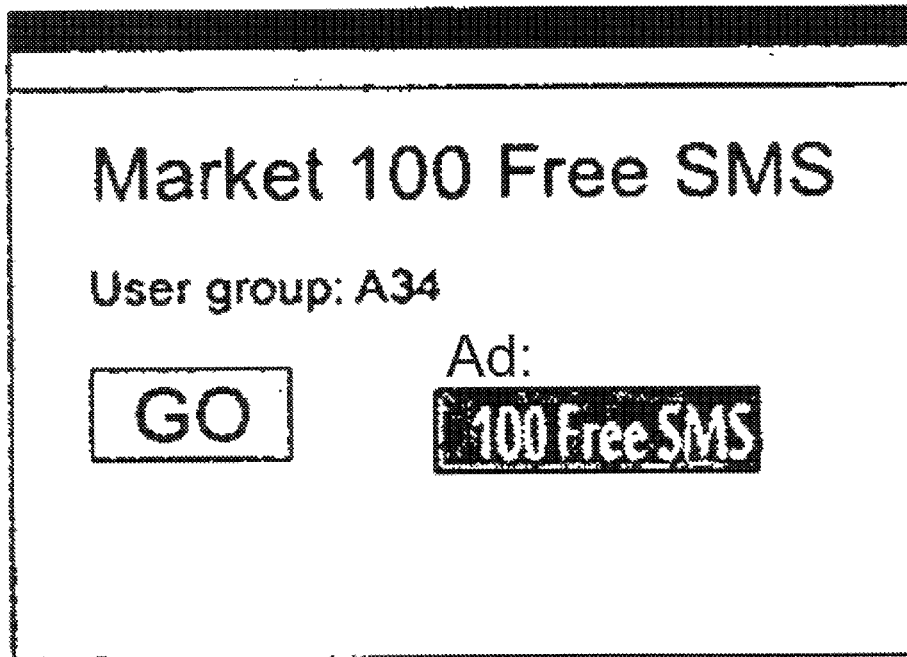 Market 100 Free SMS
User group: A34
Ad:
GO
100 Free SMS